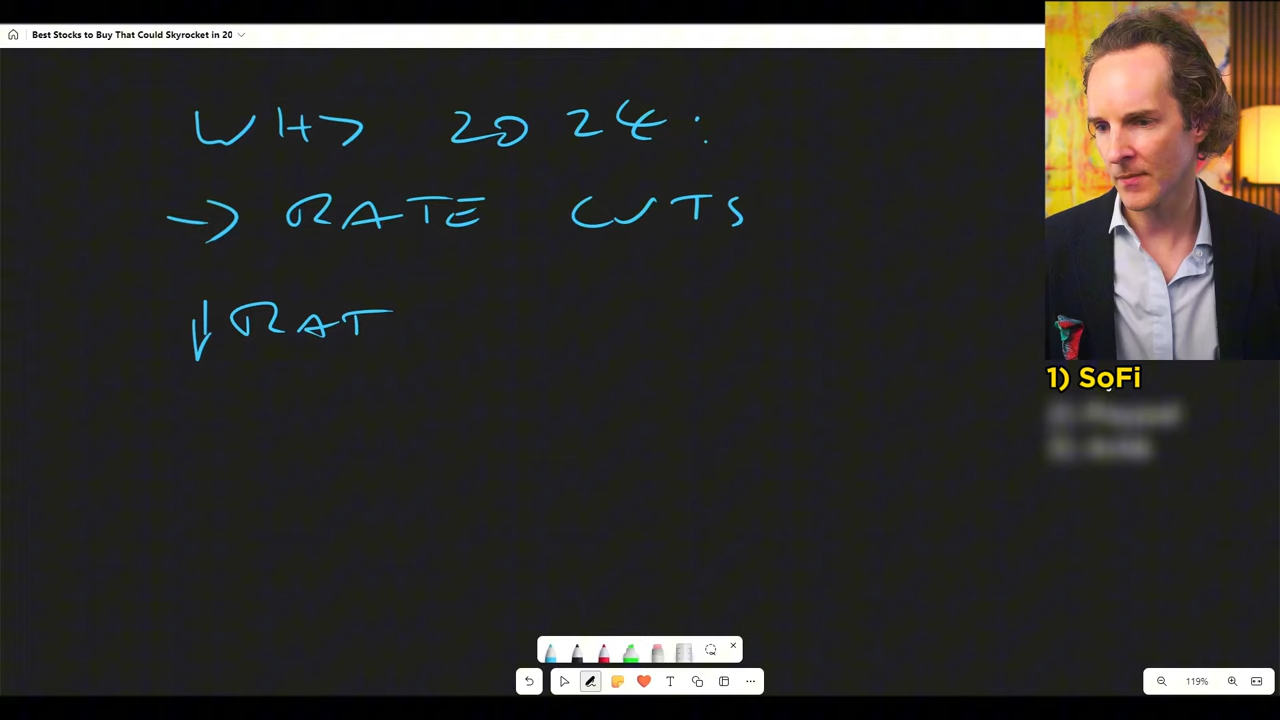 Best Stocks to Buy That Could Skyrocket in 20
WHY 2024:
→ RATE CUTS
↓ RAT
1) SoFi
T
119%